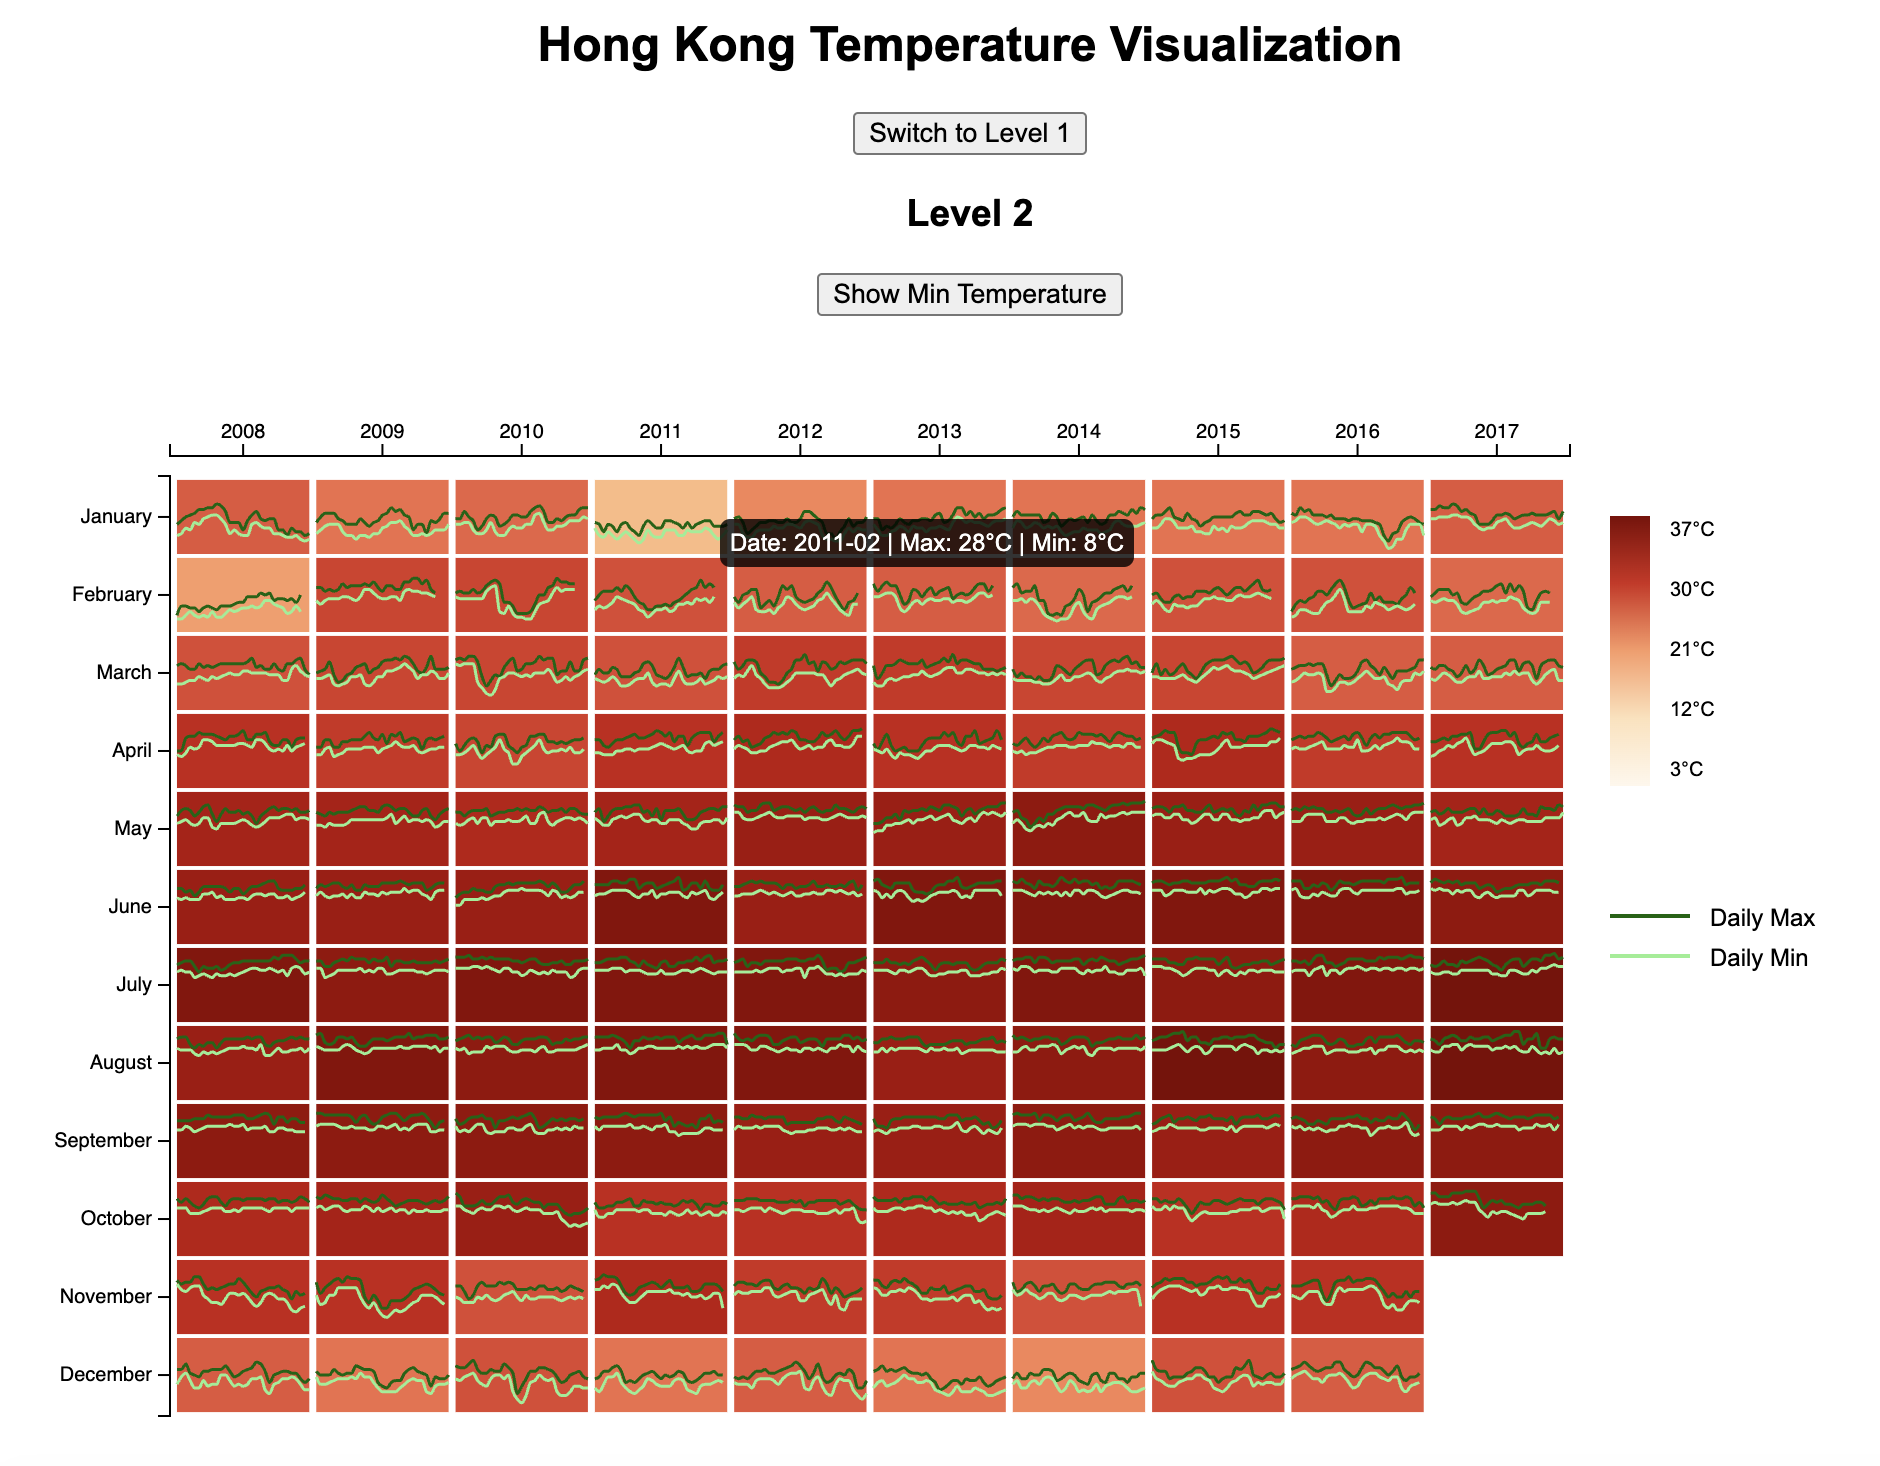 Hong Kong Temperature Visualization
Switch to Level 1
Level 2
Show Min Temperature
2008 2009 2010 2011 2012 2013 2014 2015 2016 2017
January
Date: 2011-02 | Max: 28°C | Min: 8°C
February
March
April
May
June
July
August
September
October
November
December
37°C
30°C
21°C
12°C
3°C
Daily Max
Daily Min